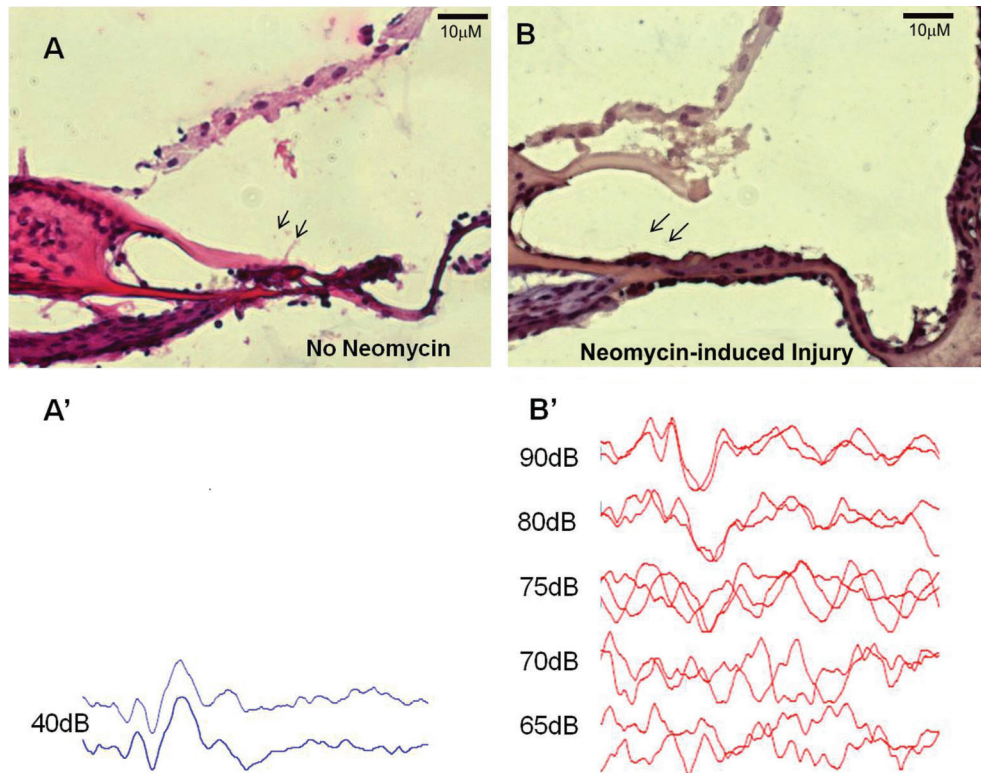 A
10µM
No Neomycin
B
10µM
Neomycin-induced Injury
A'
40dB
B'
90dB
80dB
75dB
70dB
65dB